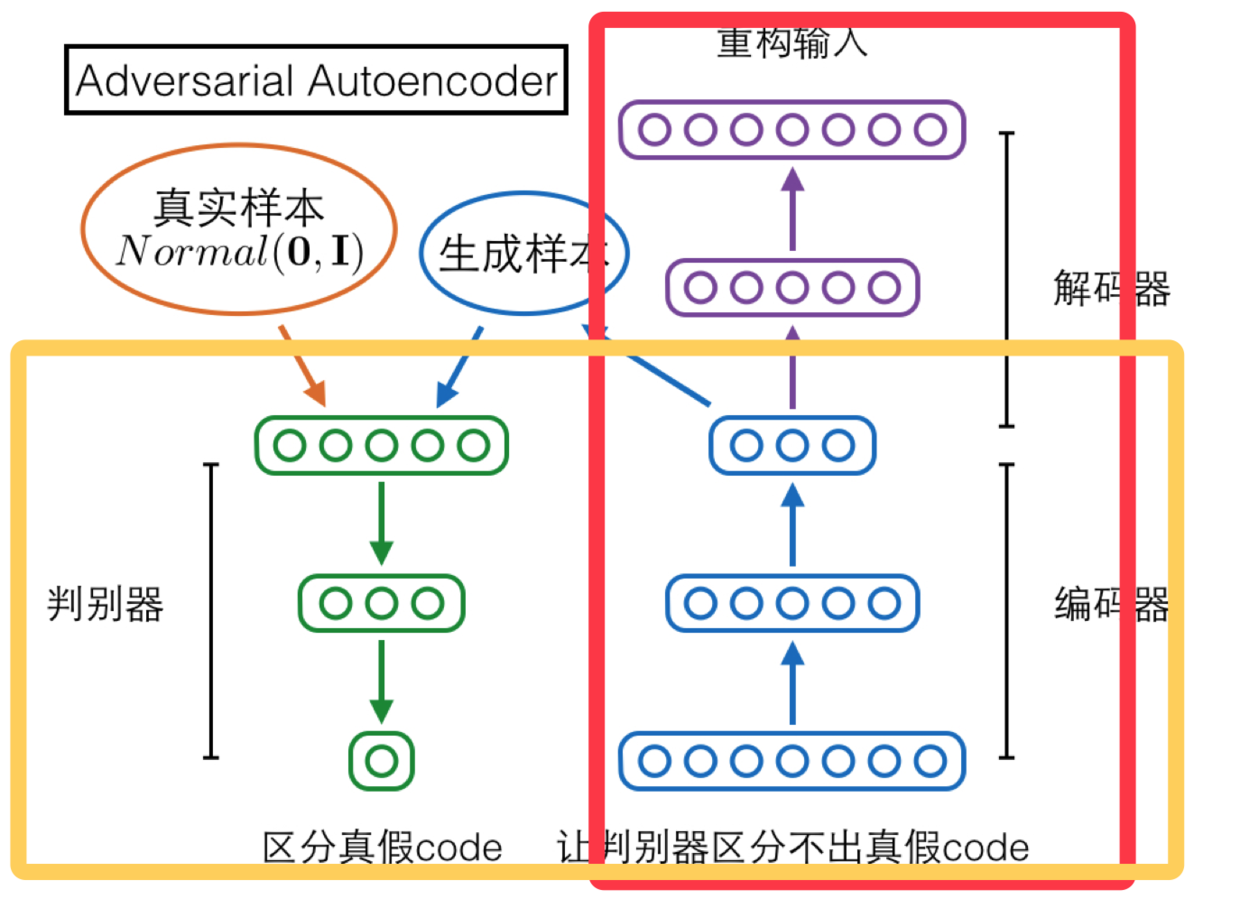 Adversarial Autoencoder
重构输入
真实样本
Normal(0, I)
生成样本
解码器
判别器
编码器
区分真假code
让判别器区分不出真假code